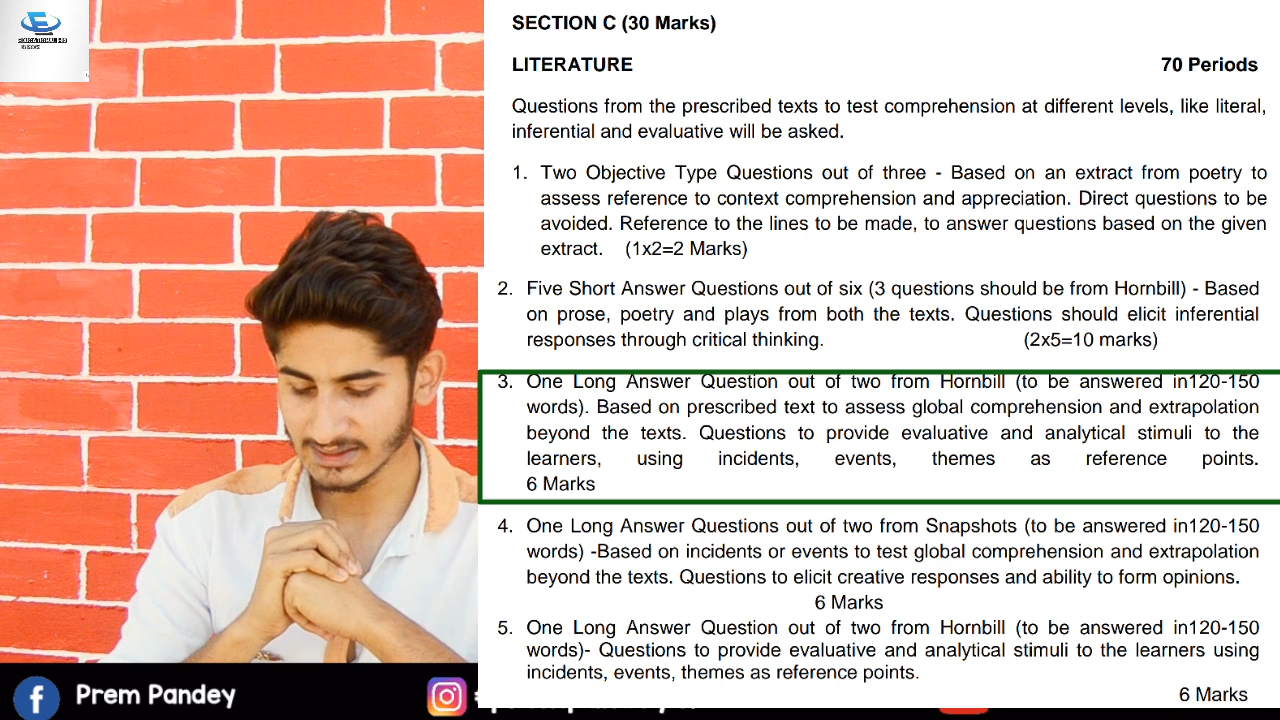 SECTION C (30 Marks)
LITERATURE 70 Periods
Questions from the prescribed texts to test comprehension at different levels, like literal,
inferential and evaluative will be asked.
1. Two Objective Type Questions out of three - Based on an extract from poetry to
assess reference to context comprehension and appreciation. Direct questions to be
avoided. Reference to the lines to be made, to answer questions based on the given
extract. (1x2=2 Marks)
2. Five Short Answer Questions out of six (3 questions should be from Hornbill) - Based
on prose, poetry and plays from both the texts. Questions should elicit inferential
responses through critical thinking. (2x5=10 marks)
3. One Long Answer Question out of two from Hornbill (to be answered in120-150
words). Based on prescribed text to assess global comprehension and extrapolation
beyond the texts. Questions to provide evaluative and analytical stimuli to the
learners, using incidents, events, themes as reference points.
6 Marks
4. One Long Answer Questions out of two from Snapshots (to be answered in120-150
words) -Based on incidents or events to test global comprehension and extrapolation
beyond the texts. Questions to elicit creative responses and ability to form opinions.
6 Marks
5. One Long Answer Question out of two from Hornbill (to be answered in120-150
words)- Questions to provide evaluative and analytical stimuli to the learners using
incidents, events, themes as reference points.
6 Marks
Prem Pandey